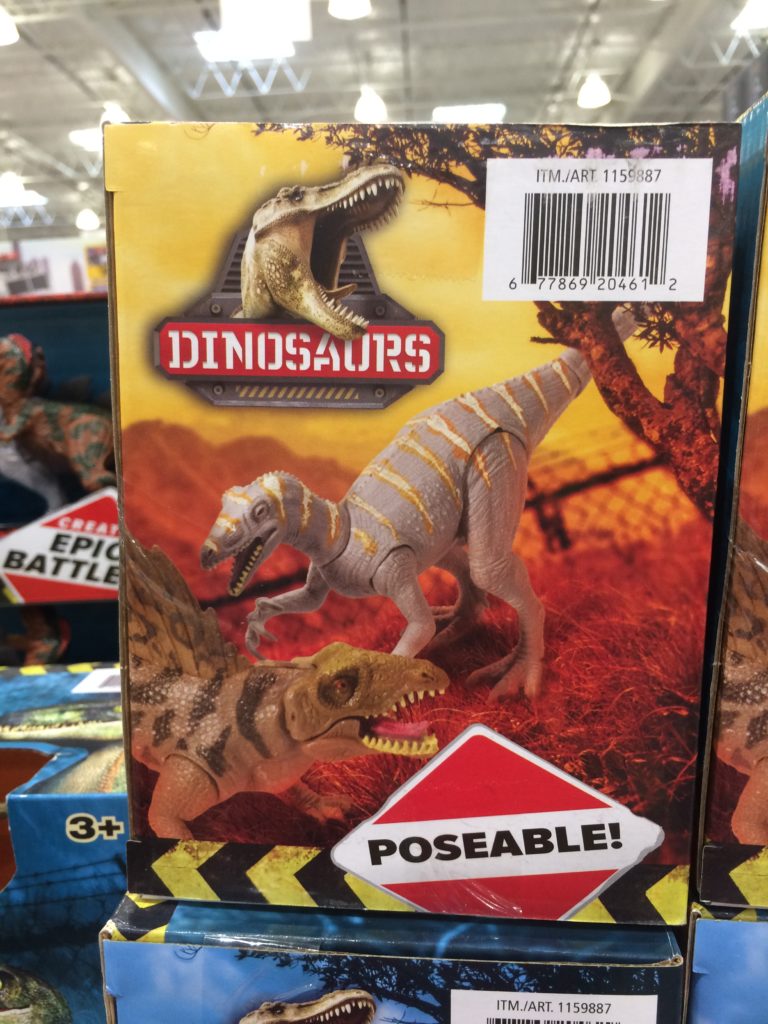 ITM./ART. 1159887
6 77869 20461 2
DINOSAURS
EPIC
BATTLE
3+
POSEABLE!
ITM./ART. 1159887